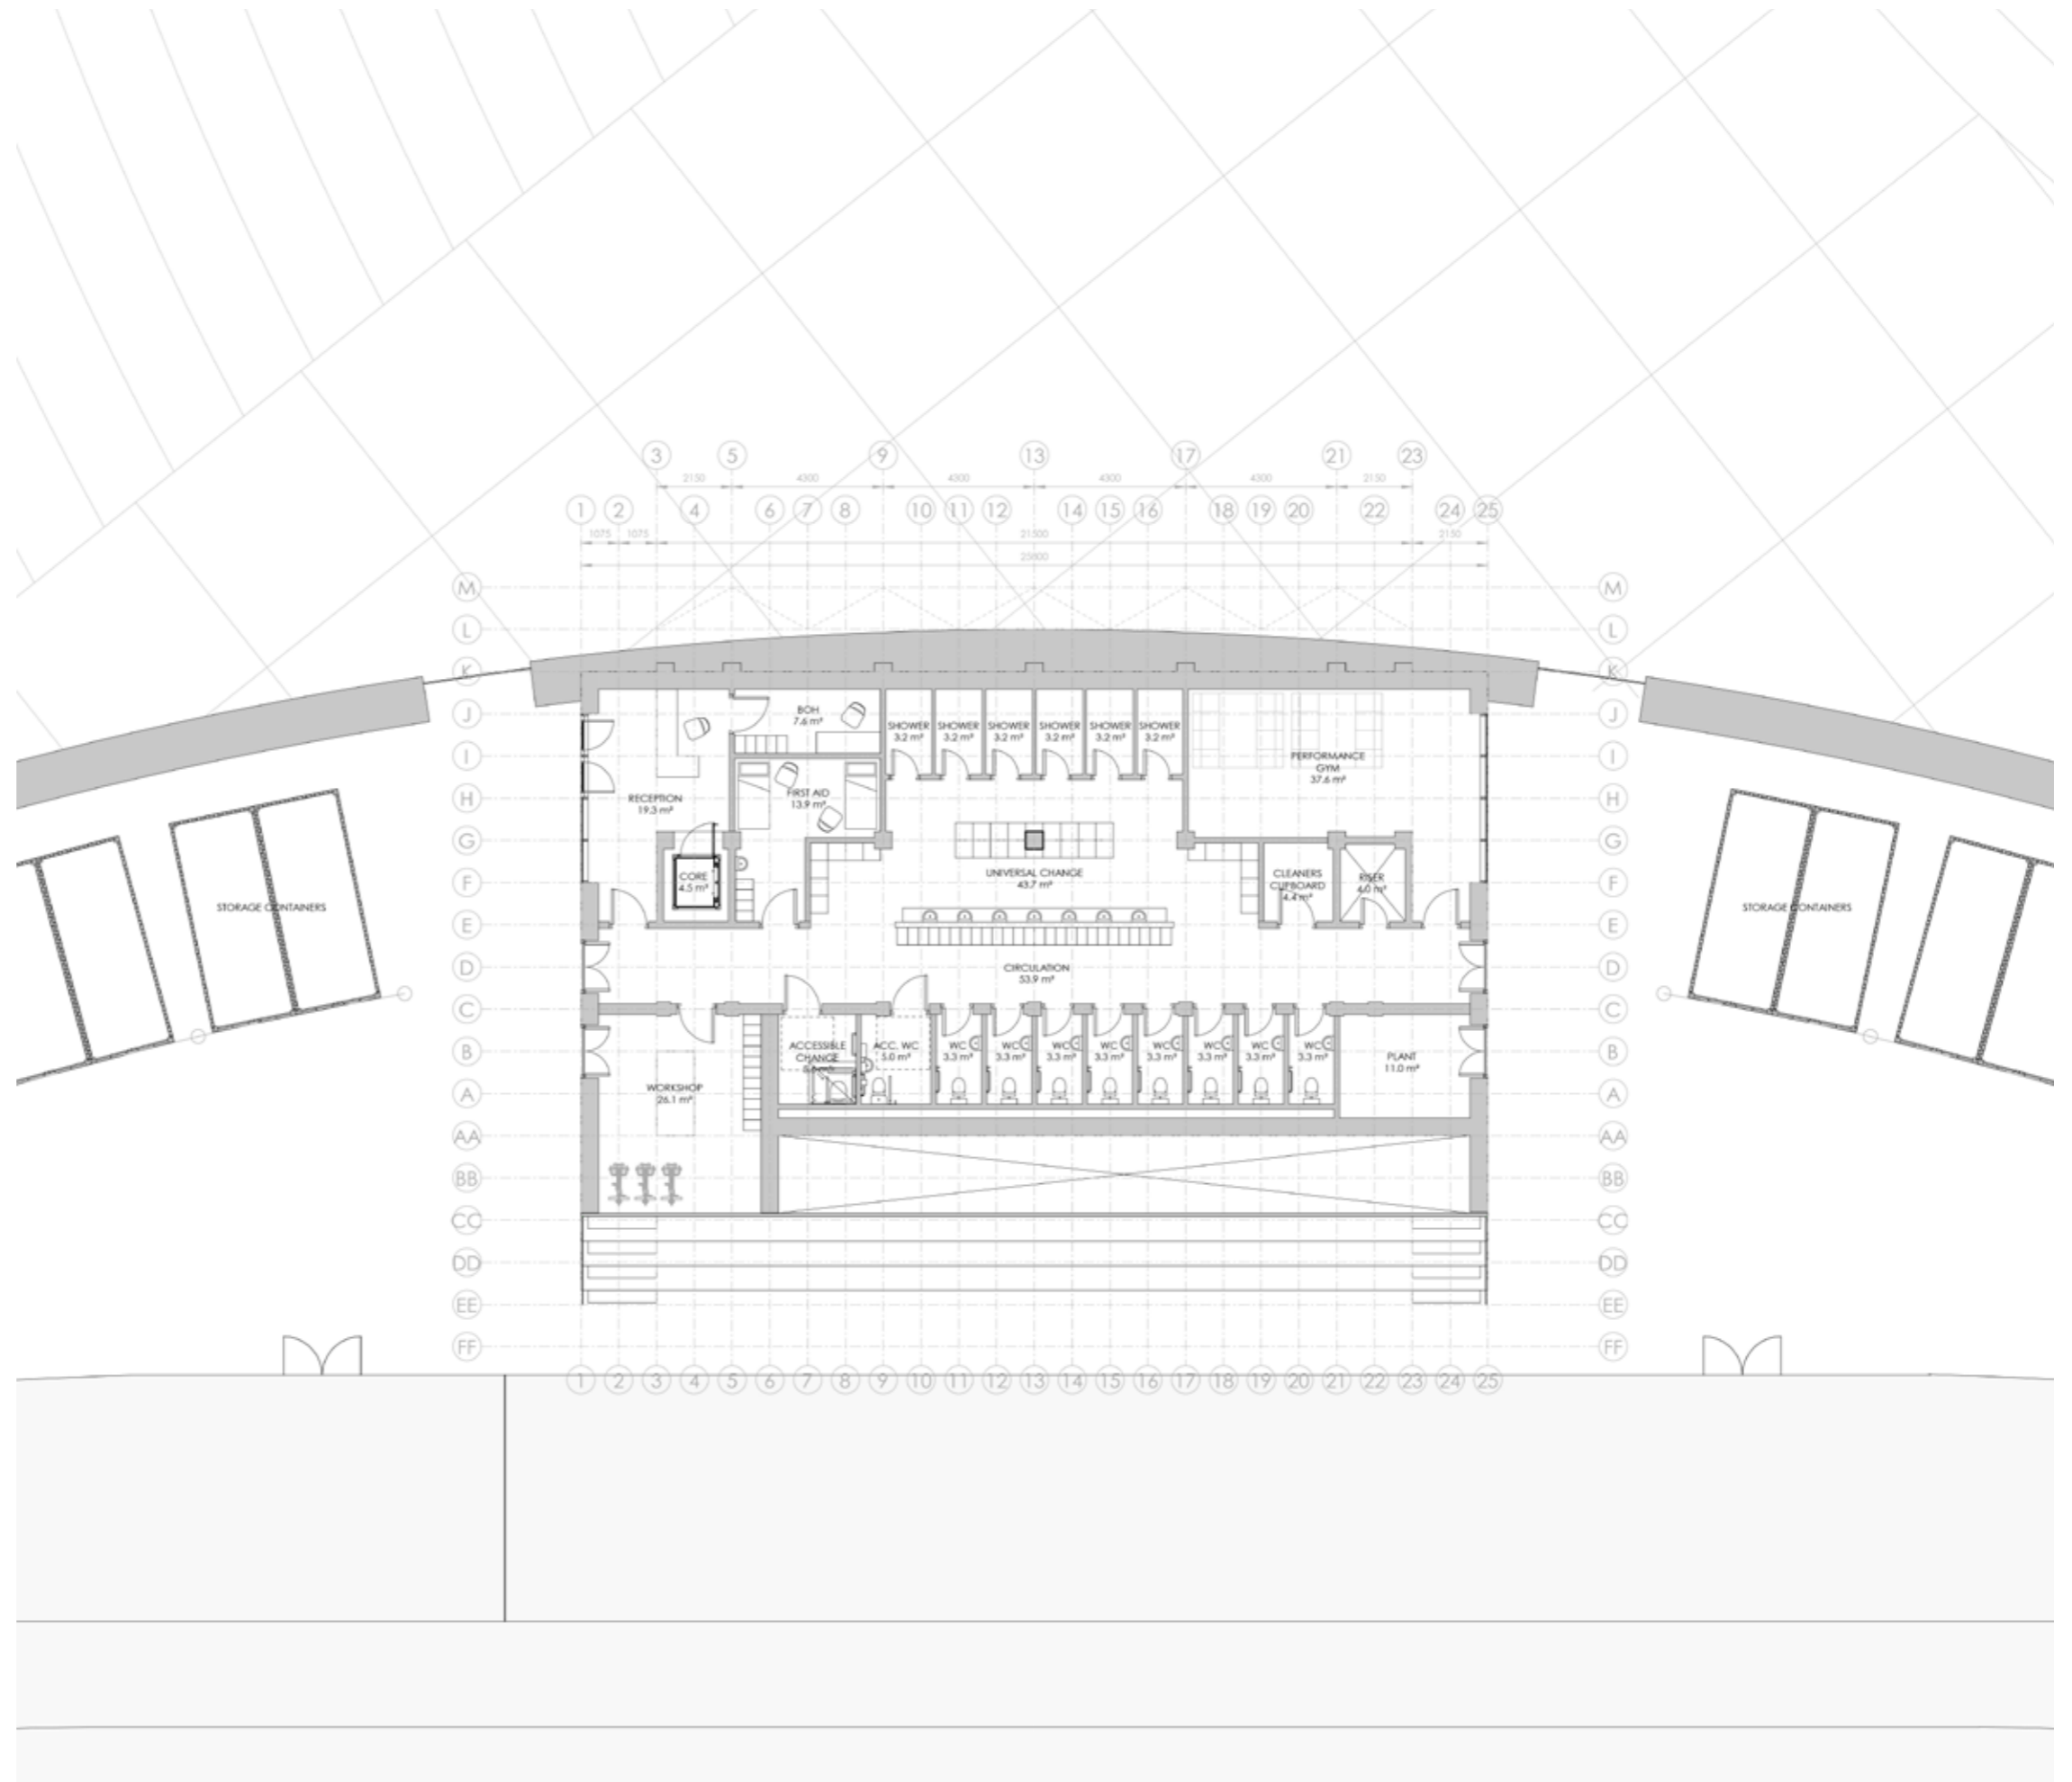 3 5 9 13 17 21 23
2150 4300 4300 4300 4300 2150
1 2 4 6 7 8 10 11 12 14 15 16 18 19 20 22 24 25
1075 1075 21500 2150
25800
M M
L L
K K
J J
I I
H H
G G
F F
E E
D D
C C
B B
A A
AA AA
BB BB
CC CC
DD DD
EE EE
FF FF
BOH
7.6 m²
SHOWER SHOWER SHOWER SHOWER SHOWER SHOWER
3.2 m² 3.2 m² 3.2 m² 3.2 m² 3.2 m² 3.2 m²
PERFORMANCE
GYM
37.6 m²
RECEPTION
19.3 m²
FIRST AID
13.9 m²
CORE
4.5 m²
UNIVERSAL CHANGE
43.7 m²
CLEANERS
CUPBOARD
4.4 m²
RISER
4.0 m²
STORAGE CONTAINERS
STORAGE CONTAINERS
CIRCULATION
53.9 m²
ACCESSIBLE
CHANGE
ACC. WC
5.0 m²
WC WC WC WC WC WC WC WC
3.3 m² 3.3 m² 3.3 m² 3.3 m² 3.3 m² 3.3 m² 3.3 m² 3.3 m²
PLANT
11.0 m²
WORKSHOP
26.1 m²
1 2 3 4 5 6 7 8 9 10 11 12 13 14 15 16 17 18 19 20 21 22 23 24 25